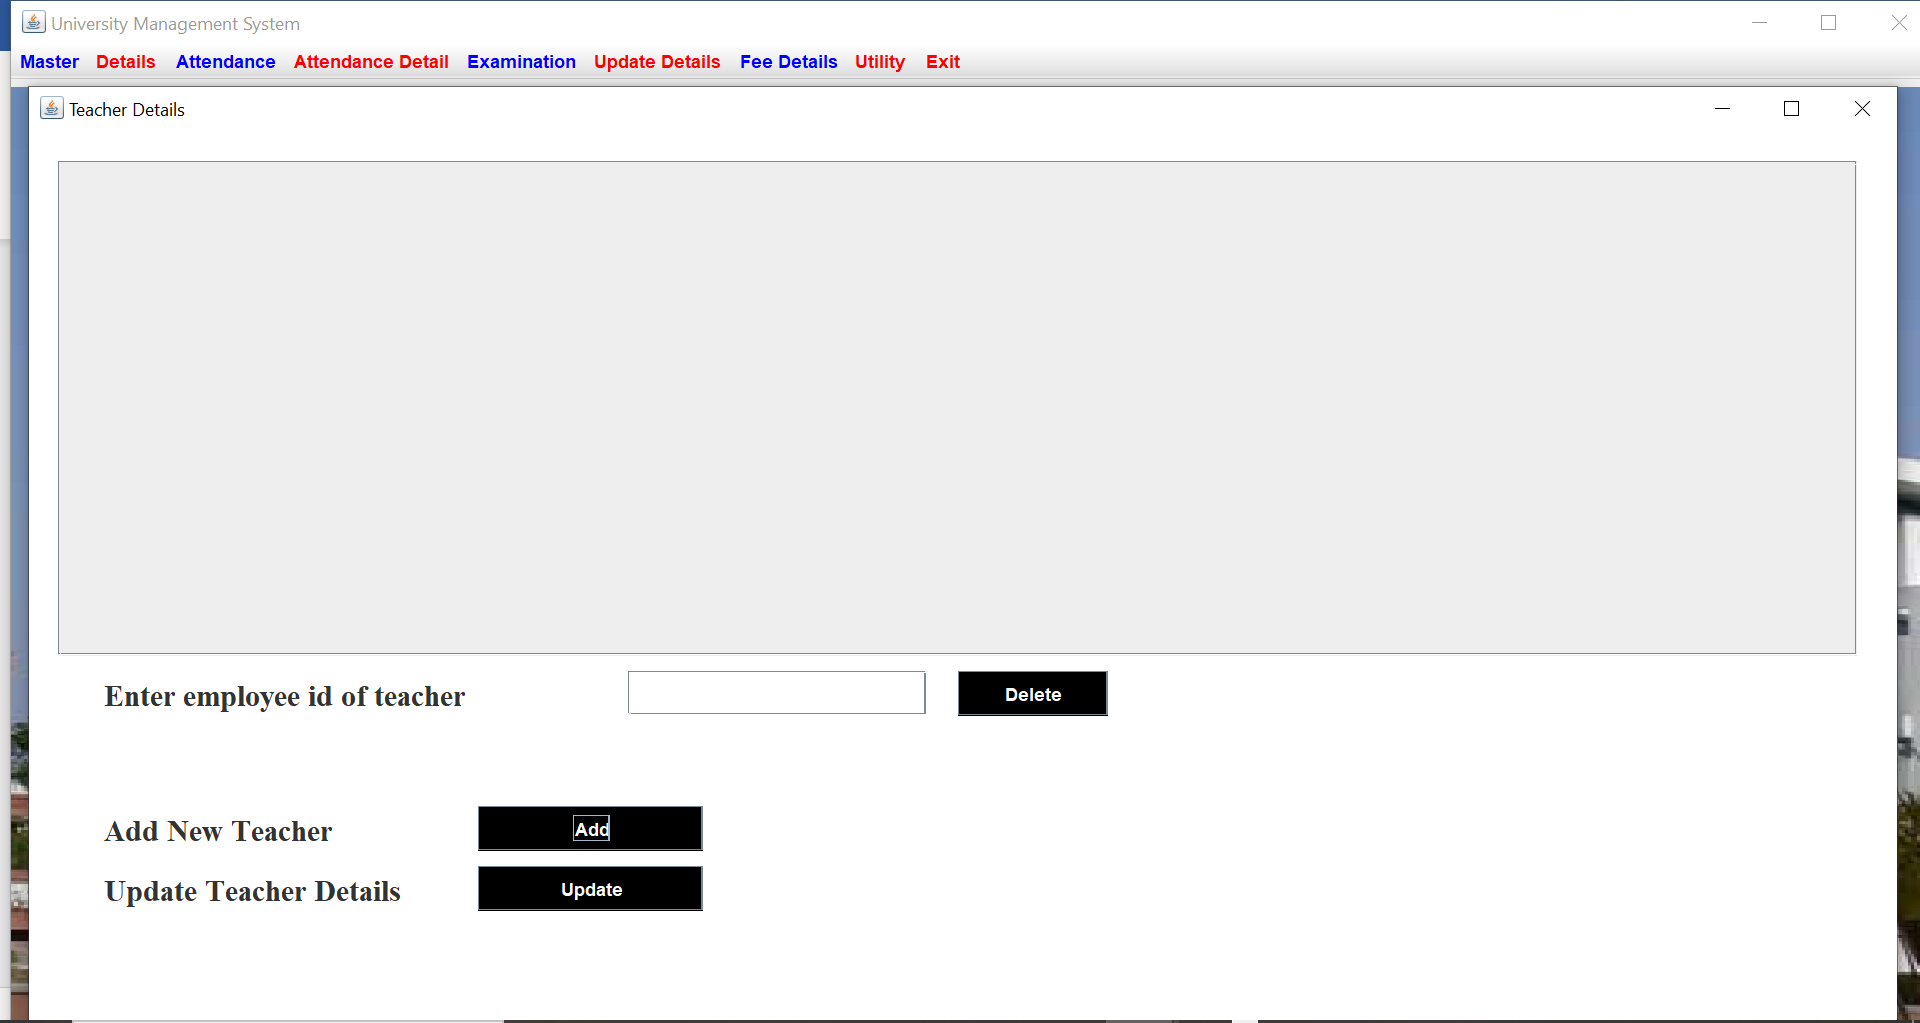 University Management System
Master Details Attendance Attendance Detail Examination Update Details Fee Details Utility Exit
Teacher Details
Enter employee id of teacher Delete
Add New Teacher Add
Update Teacher Details Update